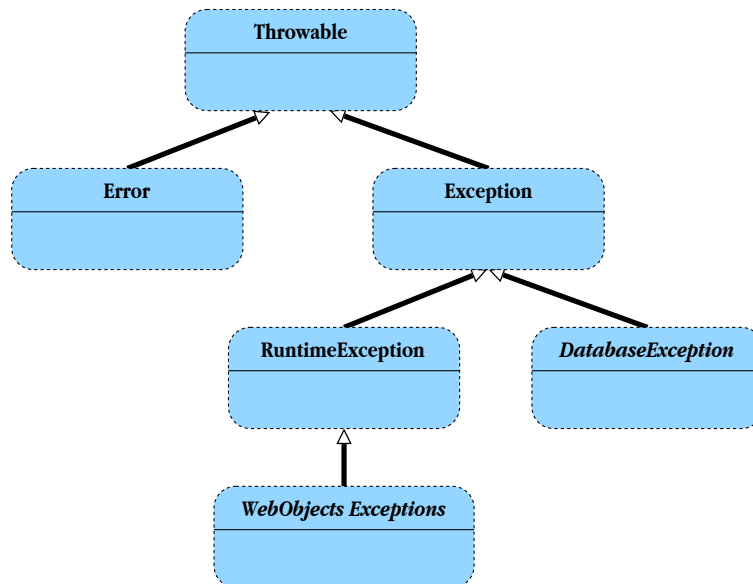 Throwable
Error
Exception
RuntimeException
DatabaseException
WebObjects Exceptions